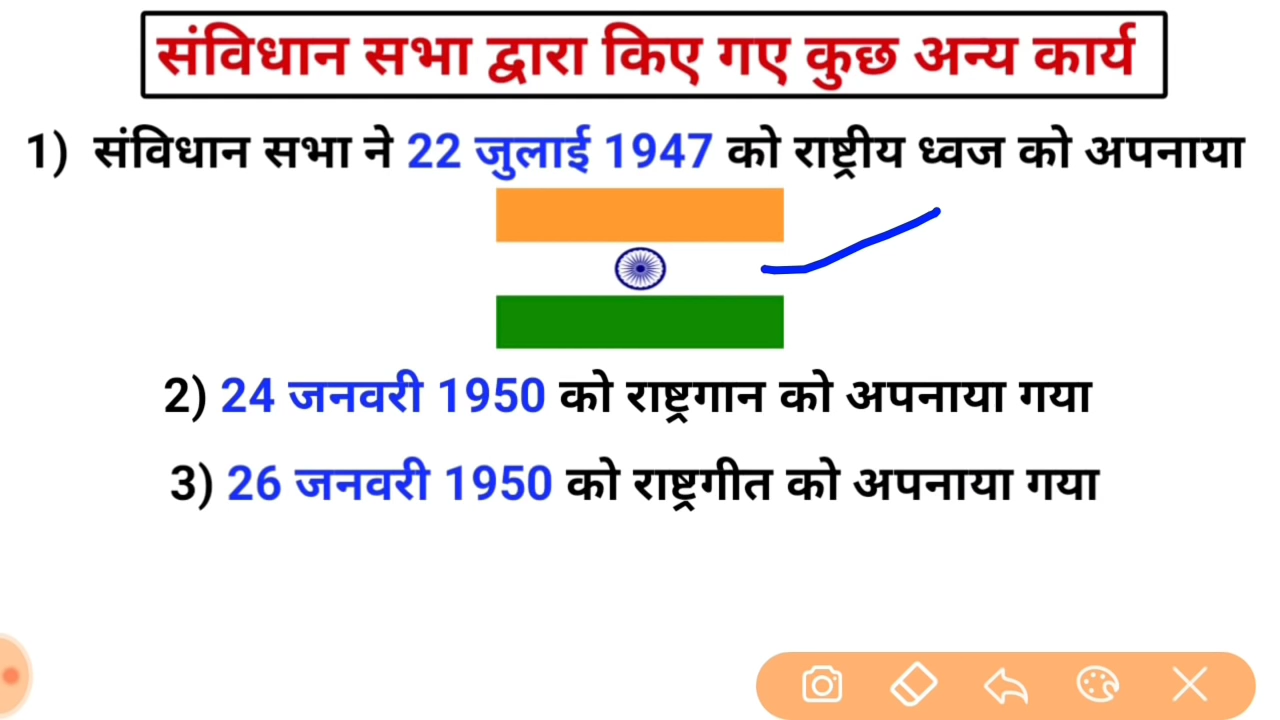 संविधान सभा द्वारा किए गए कुछ अन्य कार्य
1) संविधान सभा ने 22 जुलाई 1947 को राष्ट्रीय ध्वज को अपनाया
2) 24 जनवरी 1950 को राष्ट्रगान को अपनाया गया
3) 26 जनवरी 1950 को राष्ट्रगीत को अपनाया गया